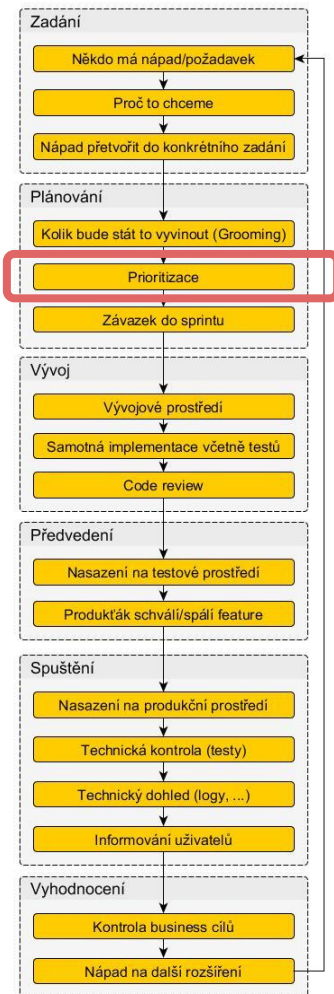 Zadání
Někdo má nápad/požadavek
Proč to chceme
Nápad přetvořit do konkrétního zadání
Plánování
Kolik bude stát to vyvinout (Grooming)
Prioritizace
Závazek do sprintu
Vývoj
Vývojové prostředí
Samotná implementace včetně testů
Code review
Předvedení
Nasazení na testové prostředí
Produkťák schválí/spálí feature
Spuštění
Nasazení na produkční prostředí
Technická kontrola (testy)
Technický dohled (logy, ...)
Informování uživatelů
Vyhodnocení
Kontrola business cílů
Nápad na další rozšíření